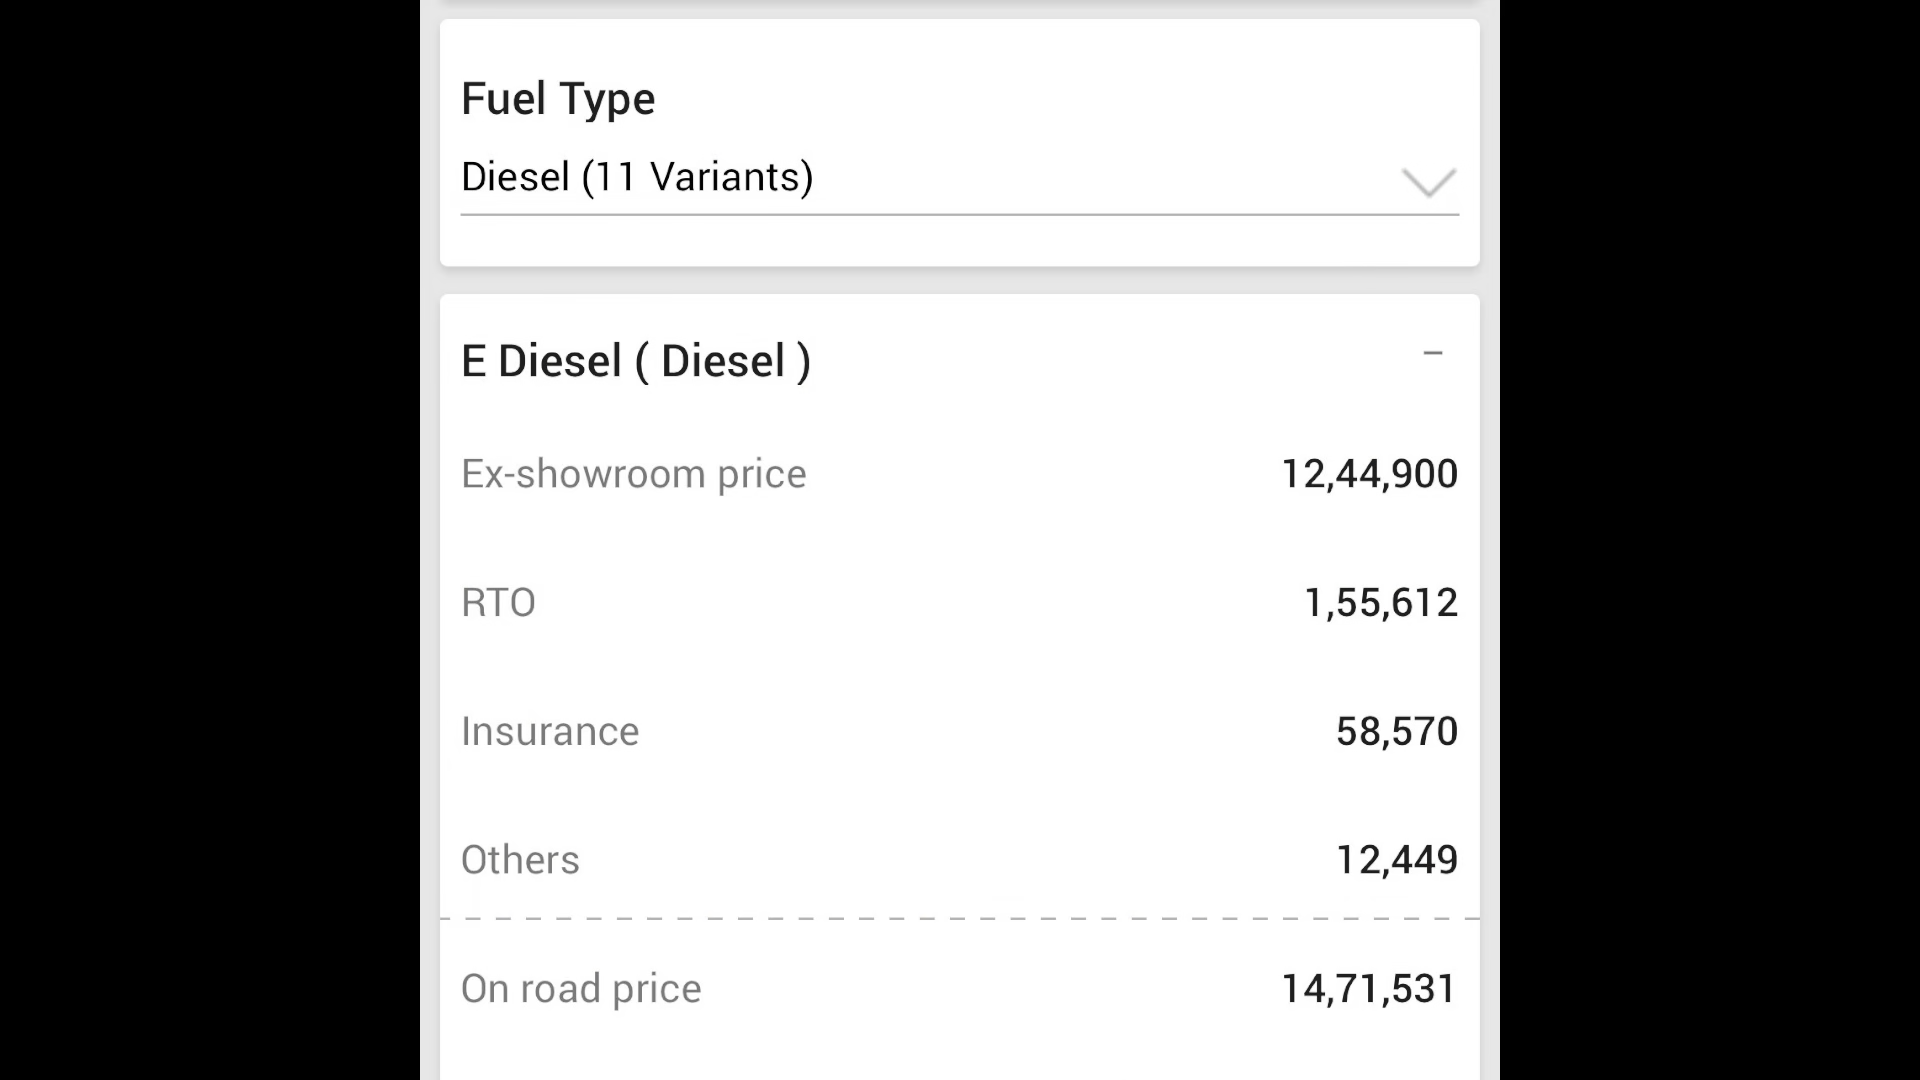 Fuel Type
Diesel (11 Variants)
E Diesel ( Diesel )
Ex-showroom price 12,44,900
RTO 1,55,612
Insurance 58,570
Others 12,449
On road price 14,71,531